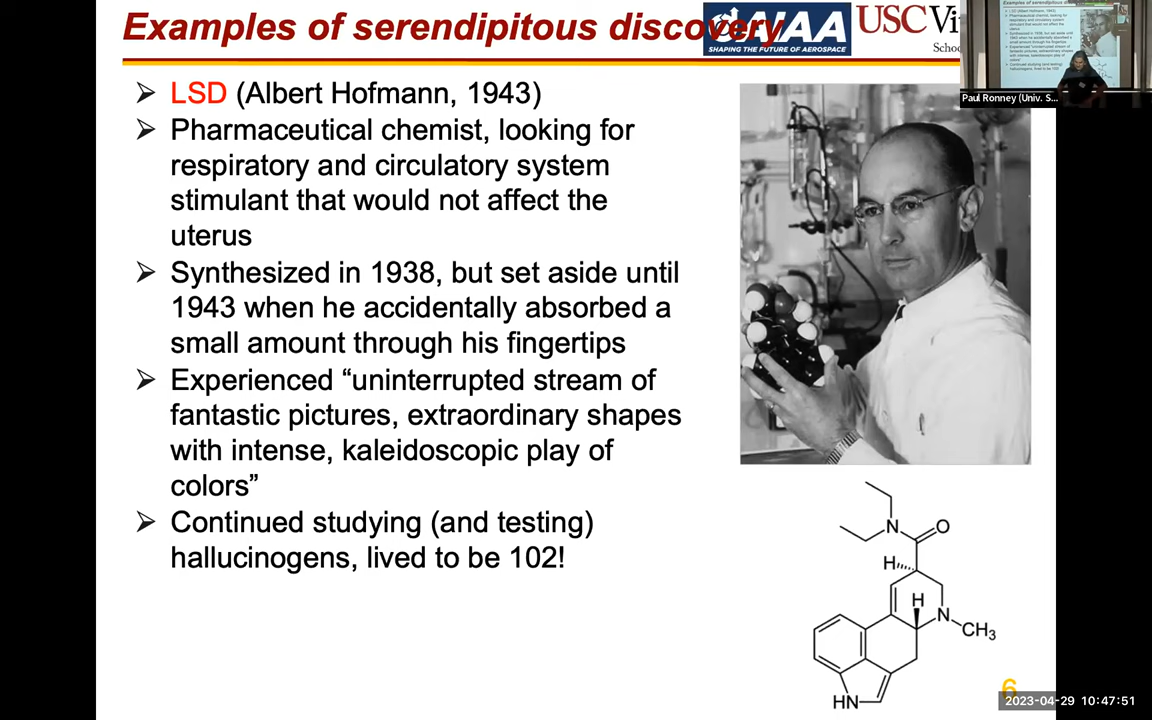 Examples of serendipitous discovery
AIAA
SHAPING THE FUTURE OF AEROSPACE
USC Vit
Schoo
➢ LSD (Albert Hofmann, 1943)
➢ Pharmaceutical chemist, looking for
respiratory and circulatory system
stimulant that would not affect the
uterus
➢ Synthesized in 1938, but set aside until
1943 when he accidentally absorbed a
small amount through his fingertips
➢ Experienced “uninterrupted stream of
fantastic pictures, extraordinary shapes
with intense, kaleidoscopic play of
colors”
➢ Continued studying (and testing)
hallucinogens, lived to be 102!
Paul Ronney (Univ. S...
N
O
H
H
N
CH3
HN
6
2023-04-29 10:47:51